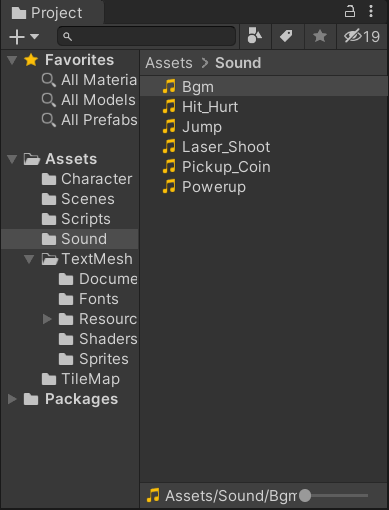 Project
19
Favorites
All Materia
All Models
All Prefabs
Assets
Character
Scenes
Scripts
Sound
TextMesh
Docume
Fonts
Resourc
Shaders
Sprites
TileMap
Packages
Assets > Sound
Bgm
Hit_Hurt
Jump
Laser_Shoot
Pickup_Coin
Powerup
Assets/Sound/Bgm